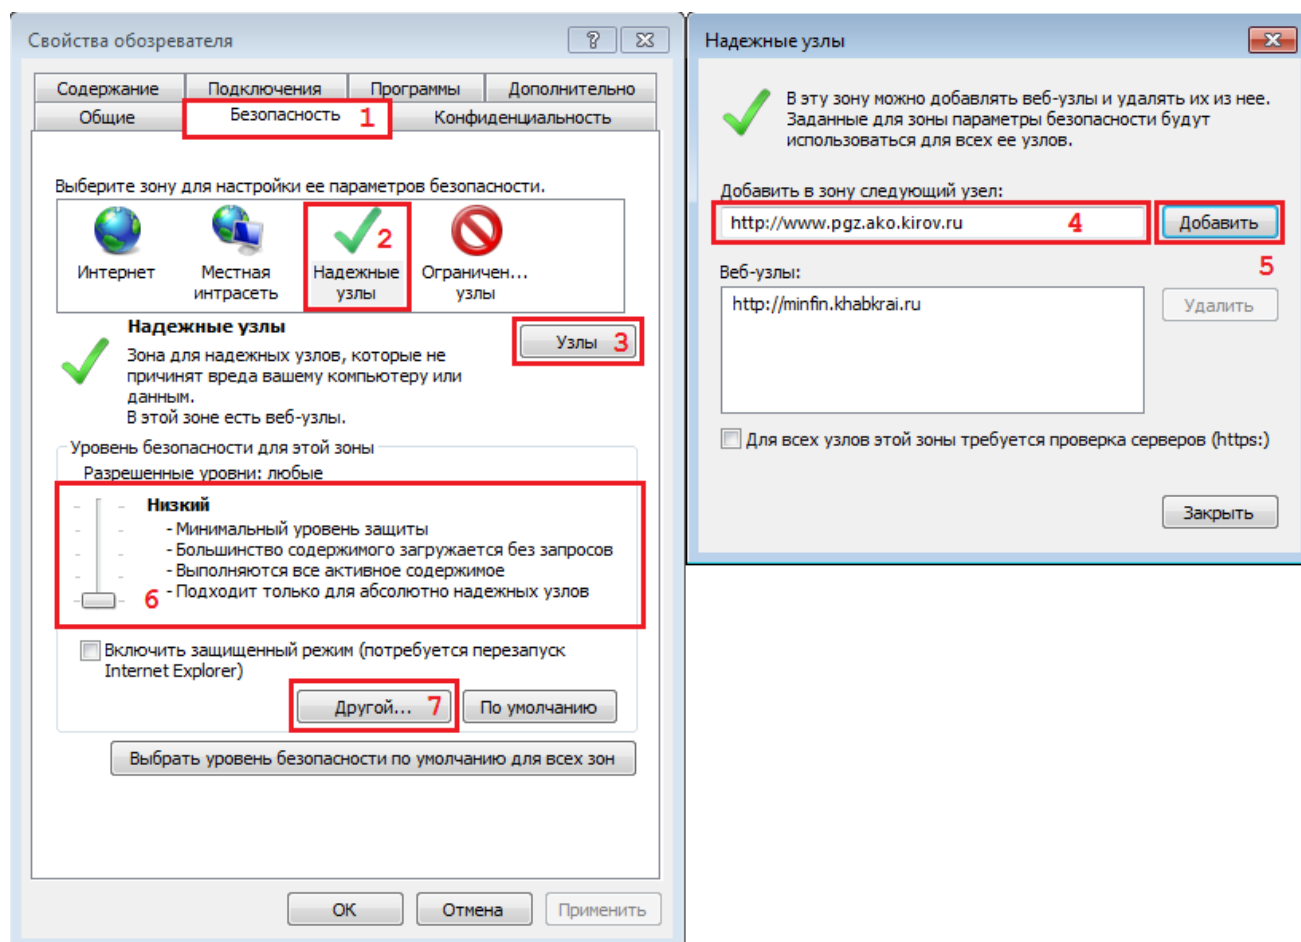 Свойства обозревателя
Содержание Подключения Программы Дополнительно
Общие Безопасность 1 Конфиденциальность
Выберите зону для настройки ее параметров безопасности.
2
Интернет Местная интрасеть Надежные узлы Ограничен... узлы
Надежные узлы
Узлы 3
Зона для надежных узлов, которые не
причинят вреда вашему компьютеру или
данным.
В этой зоне есть веб-узлы.
Уровень безопасности для этой зоны
Разрешенные уровни: любые
Низкий
- Минимальный уровень защиты
- Большинство содержимого загружается без запросов
- Выполняются все активное содержимое
6 - Подходит только для абсолютно надежных узлов
Включить защищенный режим (потребуется перезапуск
Internet Explorer)
Другой... 7 По умолчанию
Выбрать уровень безопасности по умолчанию для всех зон
OK Отмена Применить
Надежные узлы
В эту зону можно добавлять веб-узлы и удалять их из нее.
Заданные для зоны параметры безопасности будут
использоваться для всех ее узлов.
Добавить в зону следующий узел:
http://www.pgz.ako.kirov.ru 4 Добавить
5
Веб-узлы:
http://minfin.khabkrai.ru Удалить
Для всех узлов этой зоны требуется проверка серверов (https:)
Закрыть